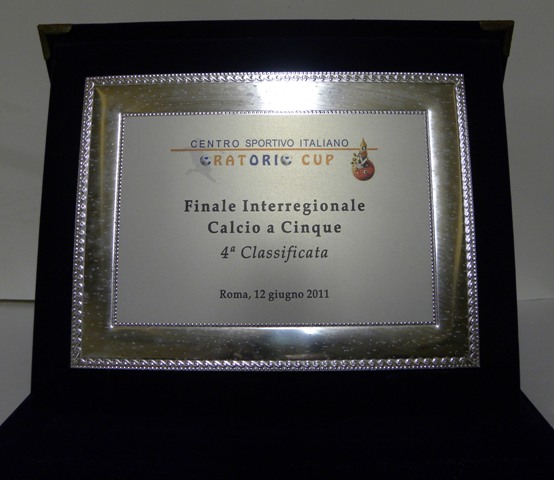 CENTRO SPORTIVO ITALIANO
ORATORIO CUP
Finale Interregionale
Calcio a Cinque
4ª Classificata
Roma, 12 giugno 2011